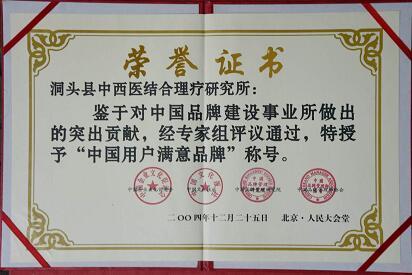 荣誉证书
洞头县中西医结合理疗研究所：
鉴于对中国品牌建设事业所做出
的突出贡献，经专家组评议通过，特授
予“中国用户满意品牌”称号。
二〇〇四年十二月二十五日 北京·人民大会堂